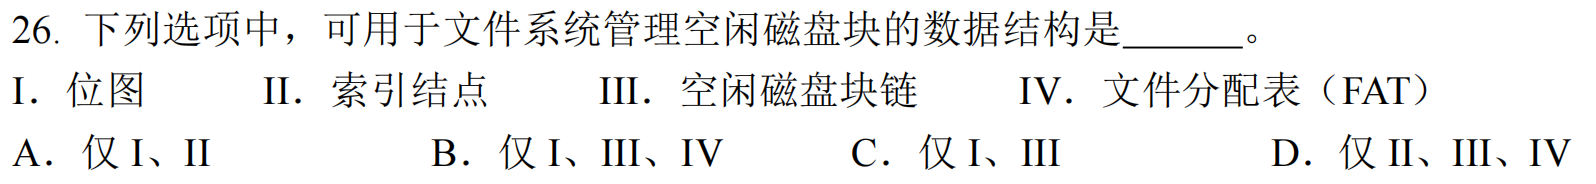 26. 下列选项中，可用于文件系统管理空闲磁盘块的数据结构是______。
I. 位图 II. 索引结点 III. 空闲磁盘块链 IV. 文件分配表（FAT）
A. 仅 I、II B. 仅 I、III、IV C. 仅 I、III D. 仅 II、III、IV